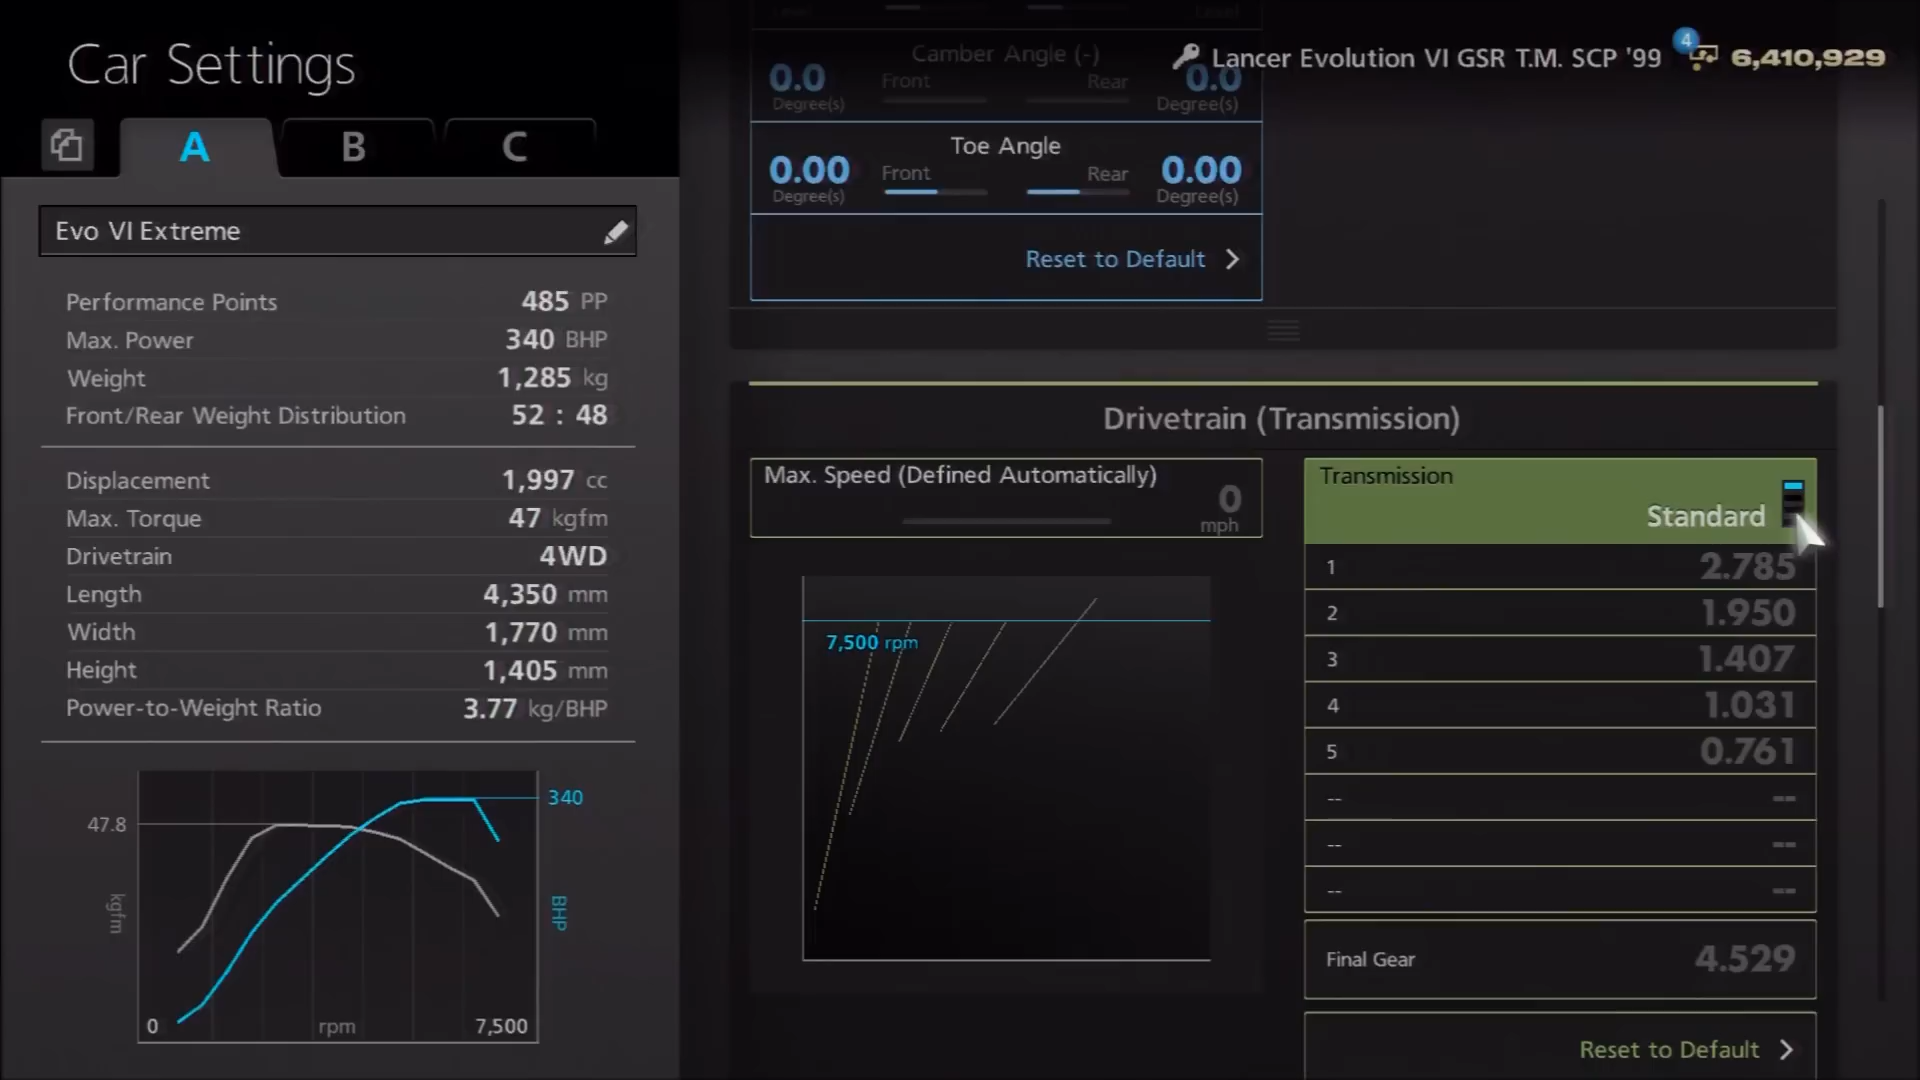 Car Settings
Lancer Evolution VI GSR T.M. SCP '99
4
6,410,929
A
B
C
Evo VI Extreme
Performance Points 485 PP
Max. Power 340 BHP
Weight 1,285 kg
Front/Rear Weight Distribution 52 : 48
Displacement 1,997 cc
Max. Torque 47 kgfm
Drivetrain 4WD
Length 4,350 mm
Width 1,770 mm
Height 1,405 mm
Power-to-Weight Ratio 3.77 kg/BHP
47.8
340
kgfm
BHP
0 rpm 7,500
Level Level
Camber Angle (-)
0.0 Front Rear 0.0
Degree(s) Degree(s)
Toe Angle
0.00 Front Rear 0.00
Degree(s) Degree(s)
Reset to Default
Drivetrain (Transmission)
Max. Speed (Defined Automatically)
0
mph
7,500 rpm
Transmission
Standard
1 2.785
2 1.950
3 1.407
4 1.031
5 0.761
-- --
-- --
-- --
Final Gear 4.529
Reset to Default